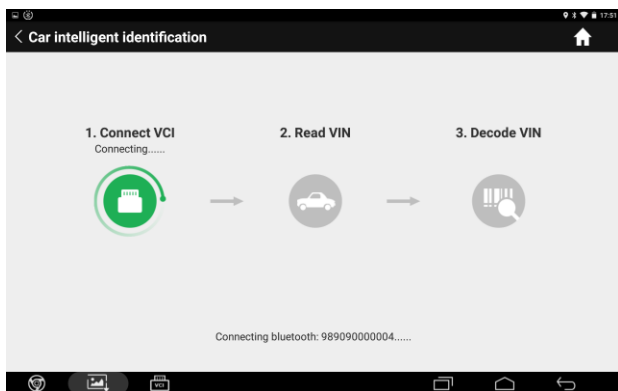 17:51
Car intelligent identification
1. Connect VCI
Connecting......
2. Read VIN
3. Decode VIN
Connecting bluetooth: 989090000004......
VCI